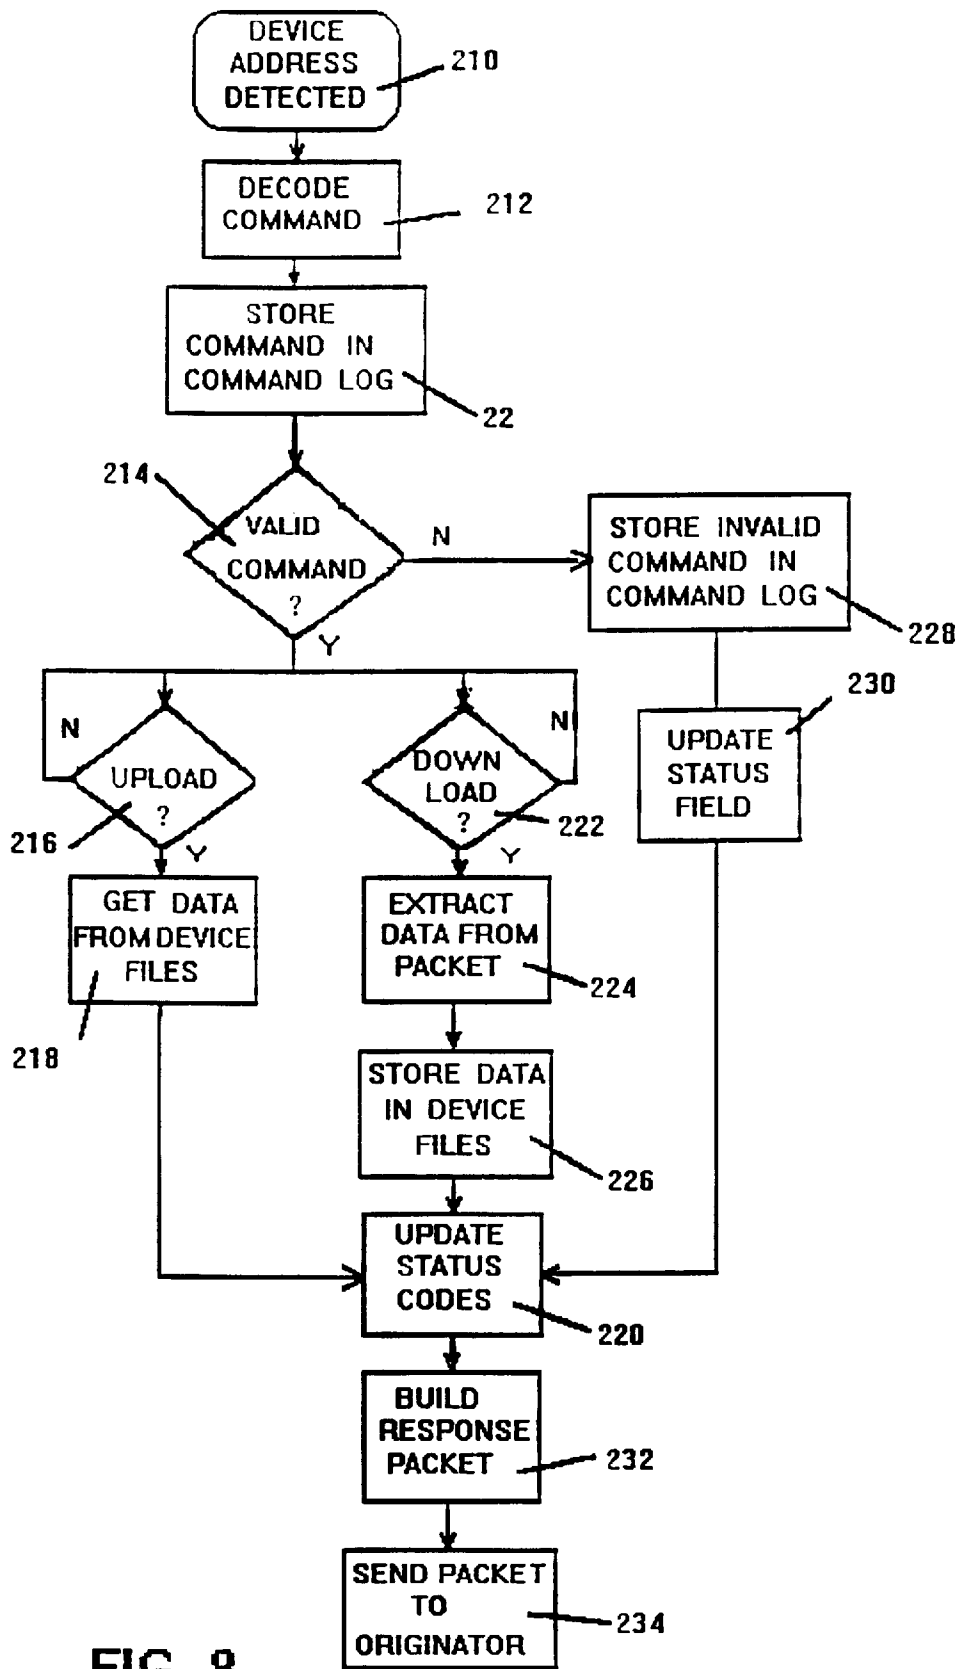 DEVICE
ADDRESS
DETECTED
210
DECODE
COMMAND
212
STORE
COMMAND IN
COMMAND LOG
22
214
VALID
COMMAND
?
N
Y
STORE INVALID
COMMAND IN
COMMAND LOG
228
230
UPDATE
STATUS
FIELD
N
UPLOAD
?
216
Y
N
DOWN
LOAD
?
222
Y
GET DATA
FROM DEVICE
FILES
218
EXTRACT
DATA FROM
PACKET
224
STORE DATA
IN DEVICE
FILES
226
UPDATE
STATUS
CODES
220
BUILD
RESPONSE
PACKET
232
SEND PACKET
TO
ORIGINATOR
234
FIG. 8